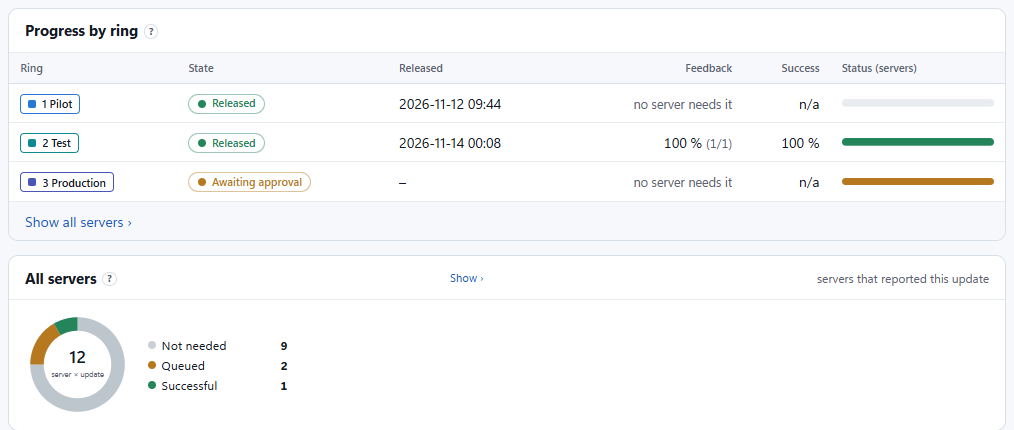 Progress by ring ?
Ring State Released Feedback Success Status (servers)
1 Pilot Released 2026-11-12 09:44 no server needs it n/a
2 Test Released 2026-11-14 00:08 100 % (1/1) 100 %
3 Production Awaiting approval – no server needs it n/a
Show all servers ›
All servers ? Show › servers that reported this update
12
server × update
Not needed 9
Queued 2
Successful 1